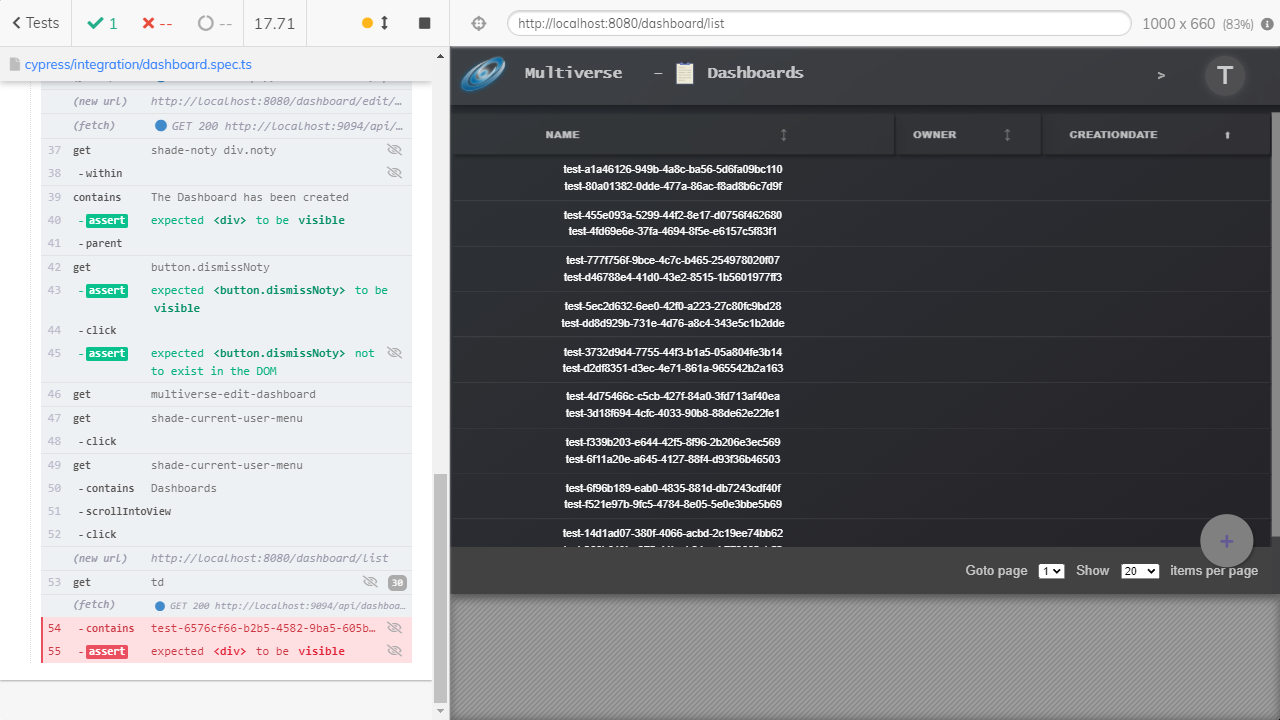 Tests
1
--
--
17.71
http://localhost:8080/dashboard/list
1000 x 660 (83%)
cypress/integration/dashboard.spec.ts
Multiverse – Dashboards
>
T
(new url) http://localhost:8080/dashboard/edit/…
(fetch) GET 200 http://localhost:9094/api/…
37 get shade-noty div.noty
38 -within
39 contains The Dashboard has been created
40 -assert expected <div> to be visible
41 -parent
42 get button.dismissNoty
43 -assert expected <button.dismissNoty> to be
visible
44 -click
45 -assert expected <button.dismissNoty> not
to exist in the DOM
46 get multiverse-edit-dashboard
47 get shade-current-user-menu
48 -click
49 get shade-current-user-menu
50 -contains Dashboards
51 -scrollIntoView
52 -click
(new url) http://localhost:8080/dashboard/list
53 get td 30
(fetch) GET 200 http://localhost:9094/api/dashboa…
54 -contains test-6576cf66-b2b5-4582-9ba5-605b…
55 -assert expected <div> to be visible
NAME
OWNER
CREATIONDATE
test-a1a46126-949b-4a8c-ba56-5d6fa09bc110
test-80a01382-0dde-477a-86ac-f8ad8b6c7d9f
test-455e093a-5299-44f2-8e17-d0756f462680
test-4fd69e6e-37fa-4694-8f5e-e6157c5f83f1
test-777f756f-9bce-4c7c-b465-254978020f07
test-d46788e4-41d0-43e2-8515-1b5601977ff3
test-5ec2d632-6ee0-42f0-a223-27c80fc9bd28
test-dd8d929b-731e-4d76-a8c4-343e5c1b2dde
test-3732d9d4-7755-44f3-b1a5-05a804fe3b14
test-d2df8351-d3ec-4e71-861a-965542b2a163
test-4d75466c-c5cb-427f-84a0-3fd713af40ea
test-3d18f694-4cfc-4033-90b8-88de62e22fe1
test-f339b203-e644-42f5-8f96-2b206e3ec569
test-6f11a20e-a645-4127-88f4-d93f36b46503
test-6f96b189-eab0-4835-881d-db7243cdf40f
test-f521e97b-9fc5-4784-8e05-5e0e3bbe5b69
test-14d1ad07-380f-4066-acbd-2c19ee74bb62
+
Goto page 1 Show 20 items per page